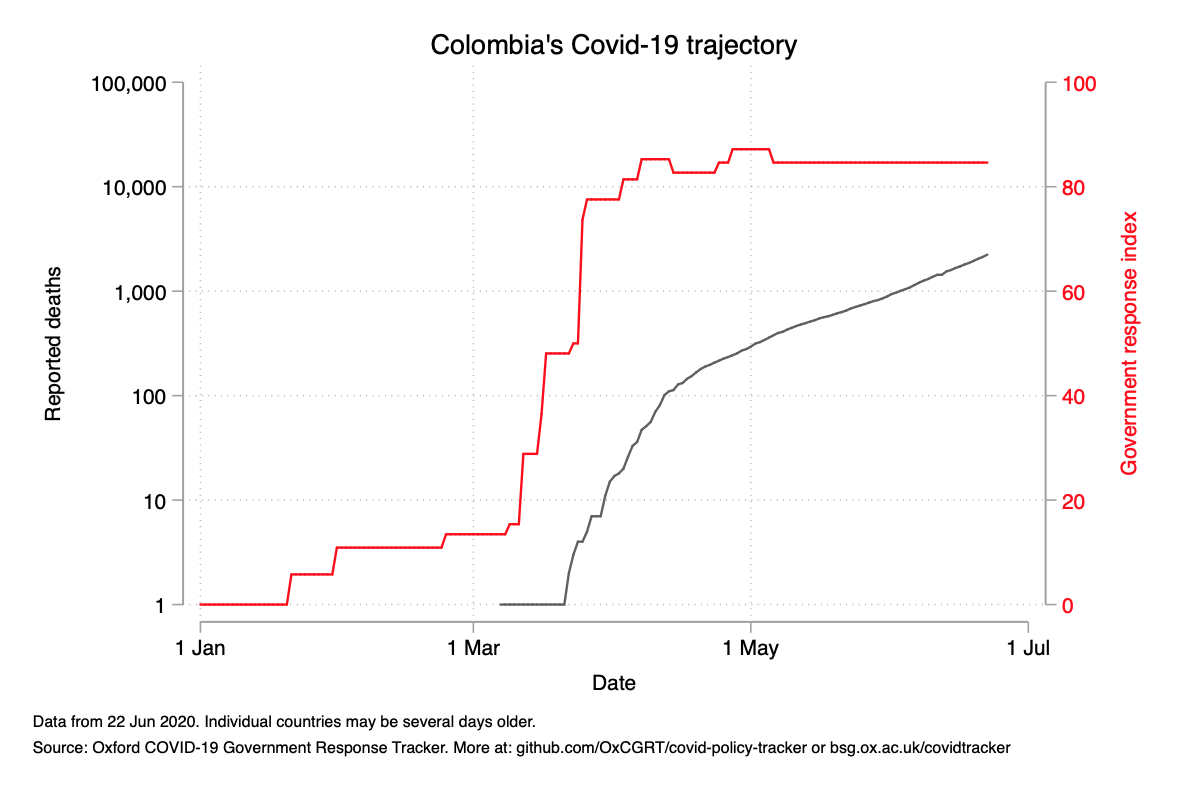 Colombia's Covid-19 trajectory
100,000
10,000
1,000
100
10
1
Reported deaths
100
80
60
40
20
0
Government response index
1 Jan
1 Mar
1 May
1 Jul
Date
Data from 22 Jun 2020. Individual countries may be several days older.
Source: Oxford COVID-19 Government Response Tracker. More at: github.com/OxCGRT/covid-policy-tracker or bsg.ox.ac.uk/covidtracker